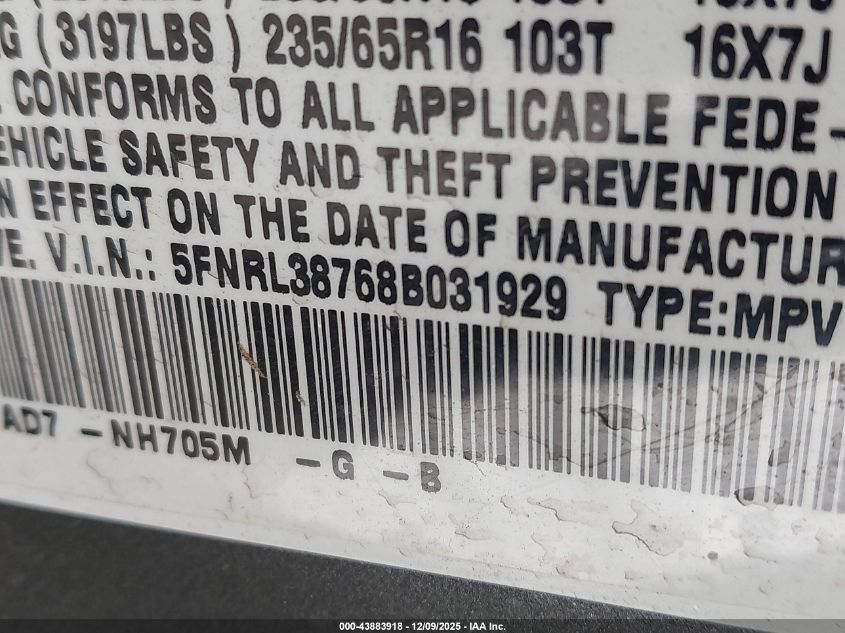 G ( 3197LBS ) 235/65R16 103T 16X7J
CONFORMS TO ALL APPLICABLE FEDE-
EHICLE SAFETY AND THEFT PREVENTION
N EFFECT ON THE DATE OF MANUFACTUR
VE. V.I.N.: 5FNRL38768B031929 TYPE:MPV
AD7 -NH705M -G -B
000-43883918 - 12/09/2025 - IAA Inc.